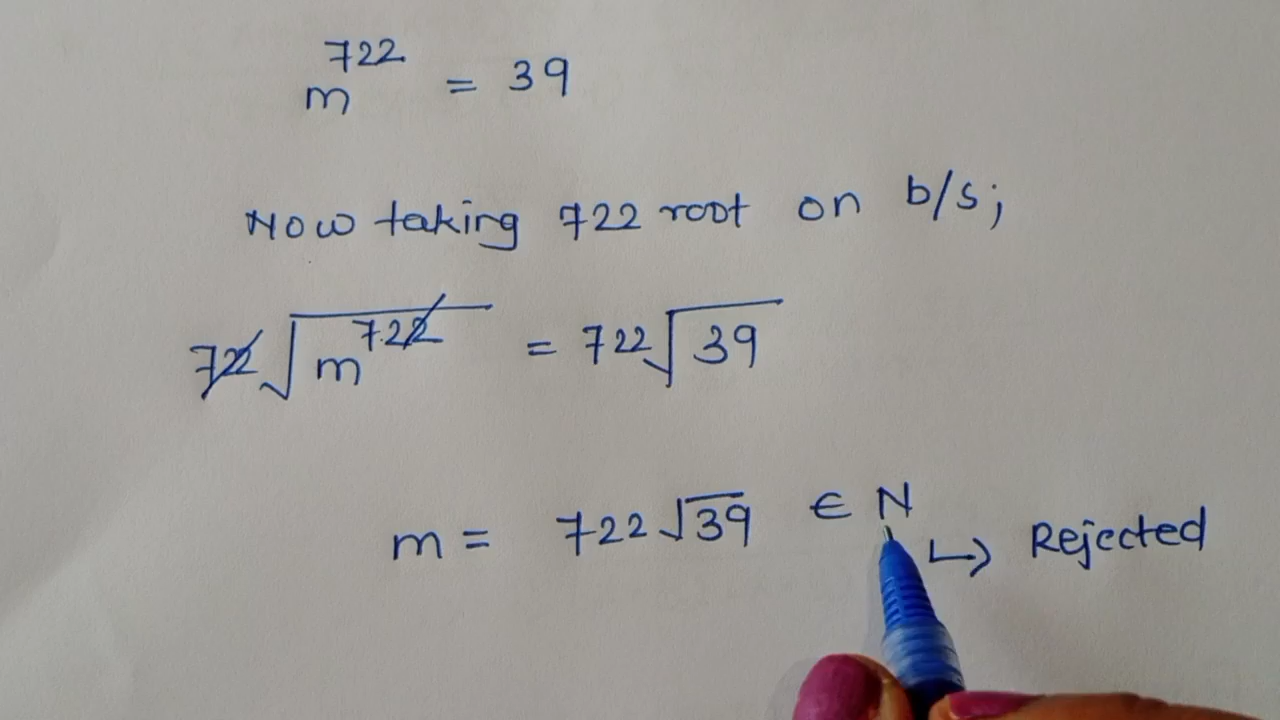 m^722 = 39
Now taking 722 root on b/s;
722√m^722 = 722√39
m = 722√39 ∈ N
↳ Rejected